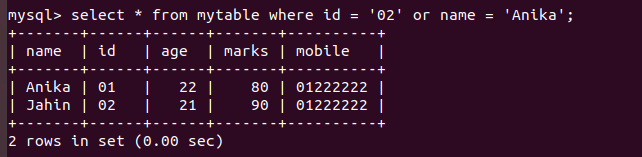 mysql> select * from mytable where id = '02' or name = 'Anika';
+-------+------+------+-------+----------+
| name  | id   | age  | marks | mobile   |
+-------+------+------+-------+----------+
| Anika | 01   |   22 |    80 | 01222222 |
| Jahin | 02   |   21 |    90 | 01222222 |
+-------+------+------+-------+----------+
2 rows in set (0.00 sec)